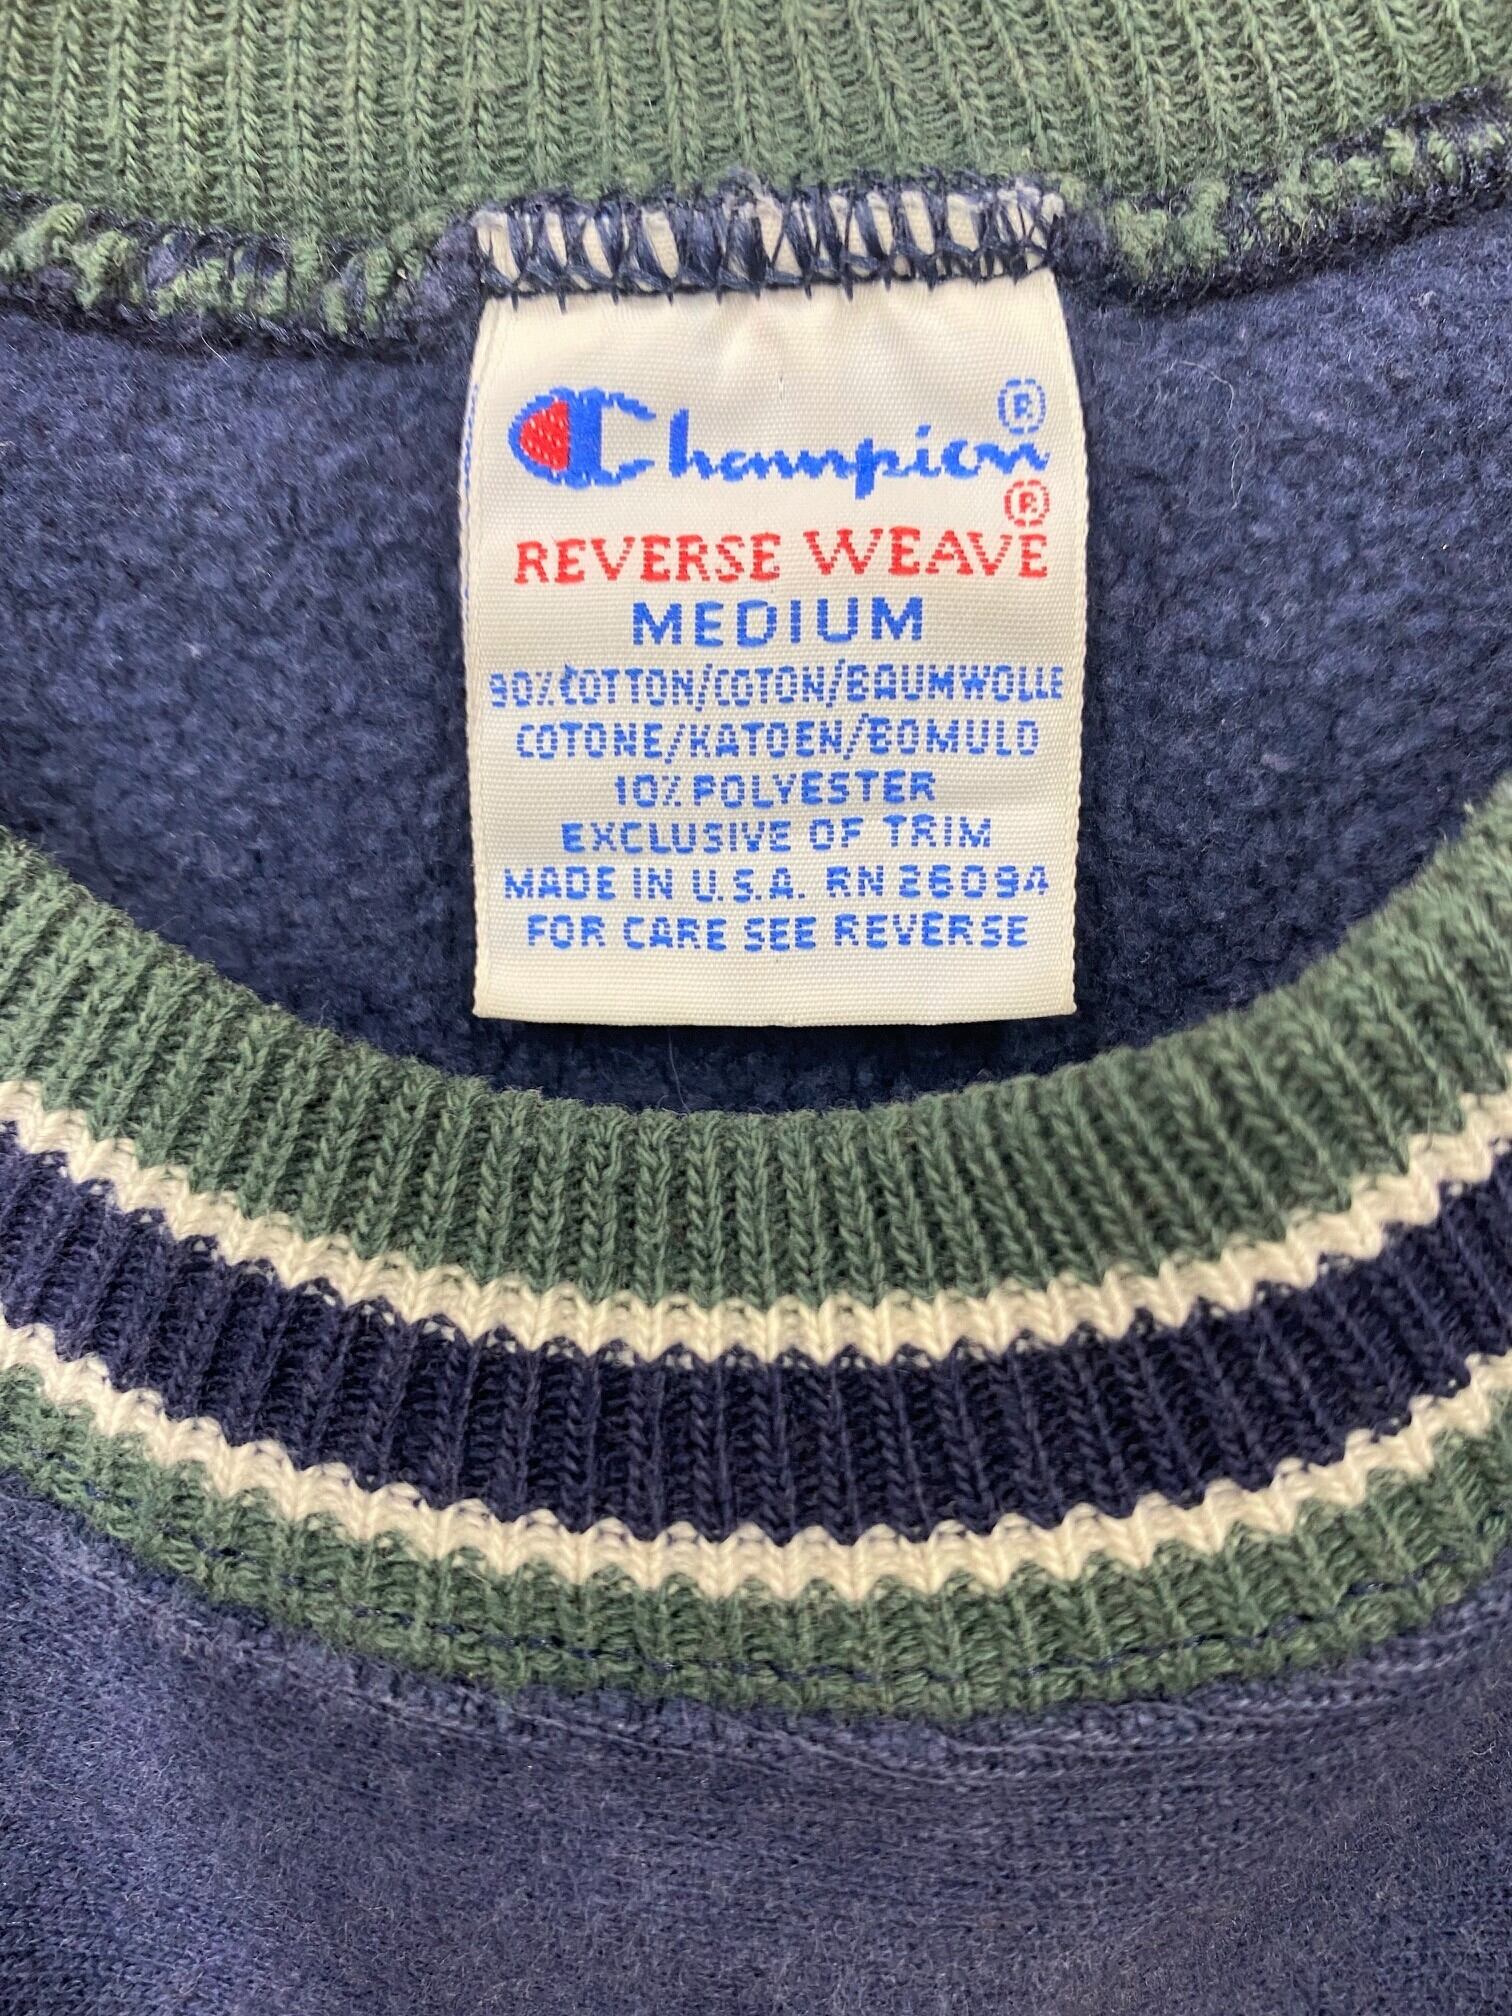 Champion®
REVERSE WEAVE®
MEDIUM
90% COTTON/COTON/BAUMWOLLE
COTONE/KATOEN/BOMULD
10% POLYESTER
EXCLUSIVE OF TRIM
MADE IN U.S.A. RN 26094
FOR CARE SEE REVERSE